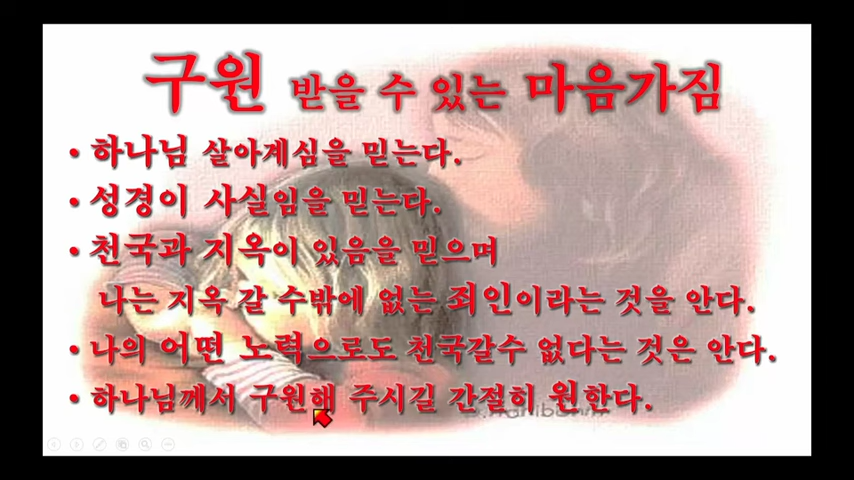 구원 받을 수 있는 마음가짐
• 하나님 살아계심을 믿는다.
• 성경이 사실임을 믿는다.
• 천국과 지옥이 있음을 믿으며
나는 지옥 갈 수밖에 없는 죄인이라는 것을 안다.
• 나의 어떤 노력으로도 천국갈수 없다는 것은 안다.
• 하나님께서 구원해 주시길 간절히 원한다.